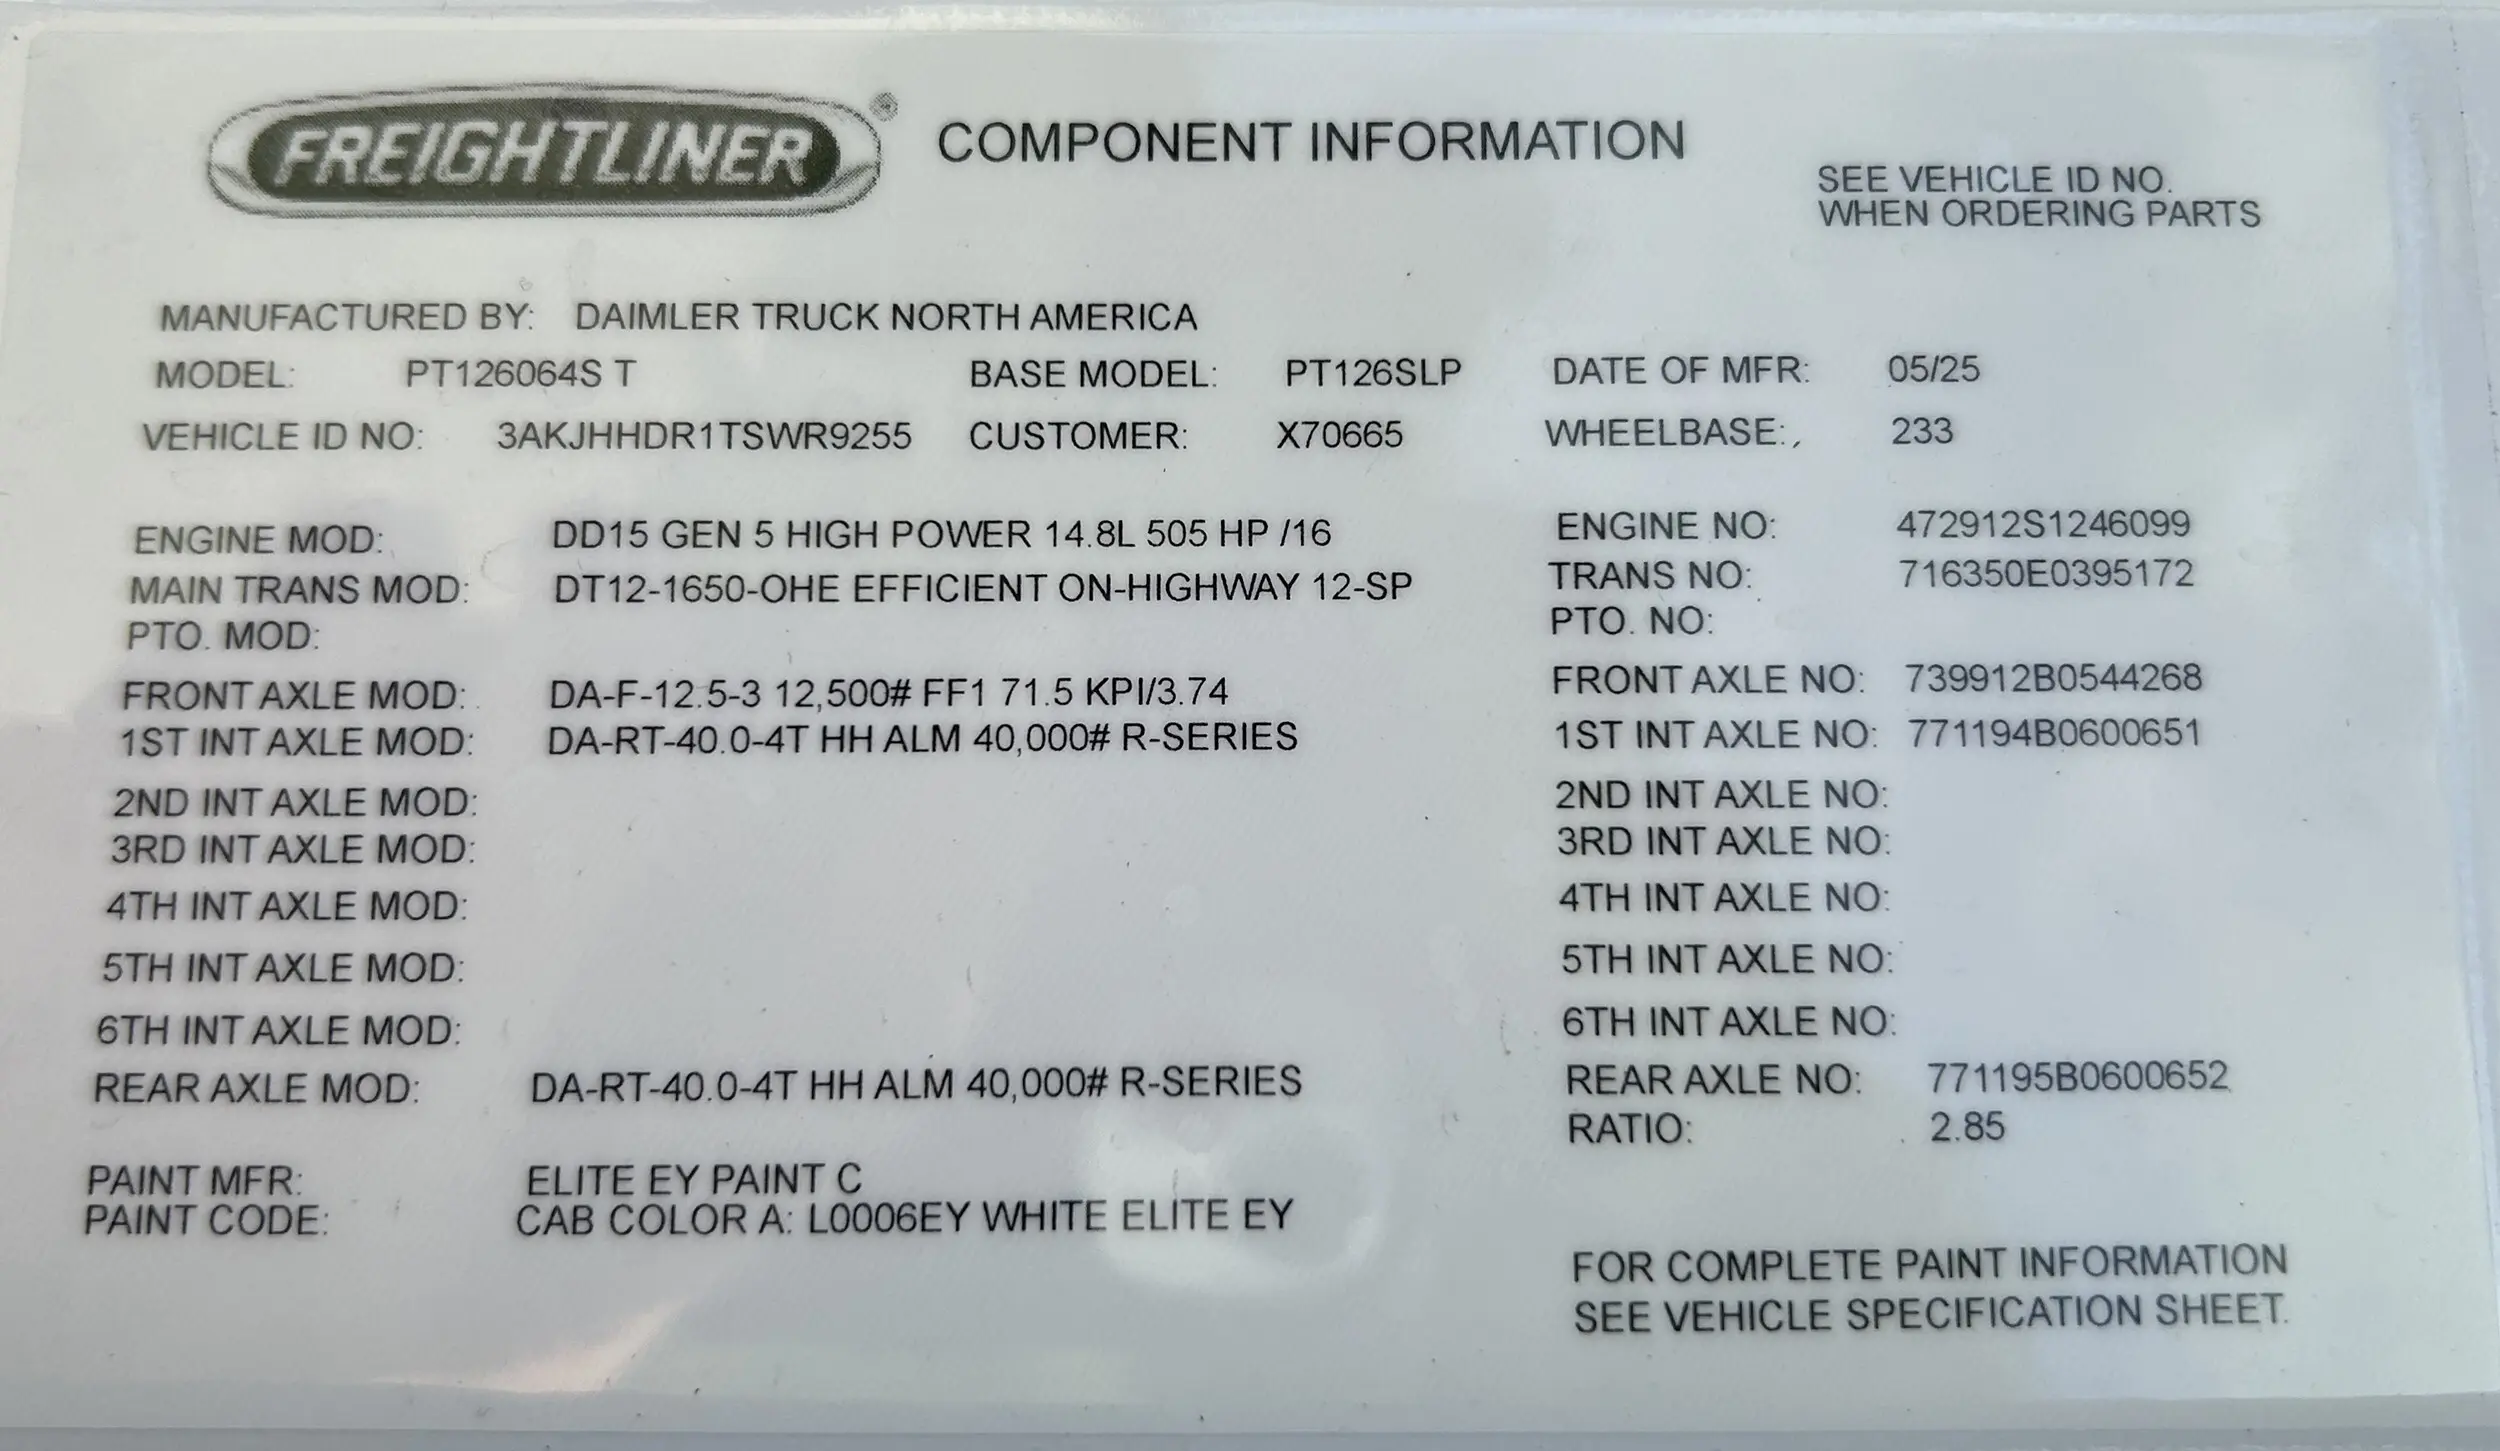 FREIGHTLINER® COMPONENT INFORMATION
SEE VEHICLE ID NO.
WHEN ORDERING PARTS
MANUFACTURED BY: DAIMLER TRUCK NORTH AMERICA
MODEL: PT126064S T BASE MODEL: PT126SLP DATE OF MFR: 05/25
VEHICLE ID NO: 3AKJHHDR1TSWR9255 CUSTOMER: X70665 WHEELBASE:, 233
ENGINE MOD: DD15 GEN 5 HIGH POWER 14.8L 505 HP /16 ENGINE NO: 472912S1246099
MAIN TRANS MOD: DT12-1650-OHE EFFICIENT ON-HIGHWAY 12-SP TRANS NO: 716350E0395172
PTO. MOD: PTO. NO:
FRONT AXLE MOD: DA-F-12.5-3 12,500# FF1 71.5 KPI/3.74 FRONT AXLE NO: 739912B0544268
1ST INT AXLE MOD: DA-RT-40.0-4T HH ALM 40,000# R-SERIES 1ST INT AXLE NO: 771194B0600651
2ND INT AXLE MOD: 2ND INT AXLE NO:
3RD INT AXLE MOD: 3RD INT AXLE NO:
4TH INT AXLE MOD: 4TH INT AXLE NO:
5TH INT AXLE MOD: 5TH INT AXLE NO:
6TH INT AXLE MOD: 6TH INT AXLE NO:
REAR AXLE MOD: DA-RT-40.0-4T HH ALM 40,000# R-SERIES REAR AXLE NO: 771195B0600652
RATIO: 2.85
PAINT MFR: ELITE EY PAINT C
PAINT CODE: CAB COLOR A: L0006EY WHITE ELITE EY
FOR COMPLETE PAINT INFORMATION
SEE VEHICLE SPECIFICATION SHEET.